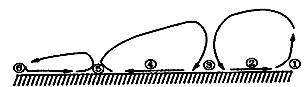 ⑥ ⑤ ④ ③ ② ①